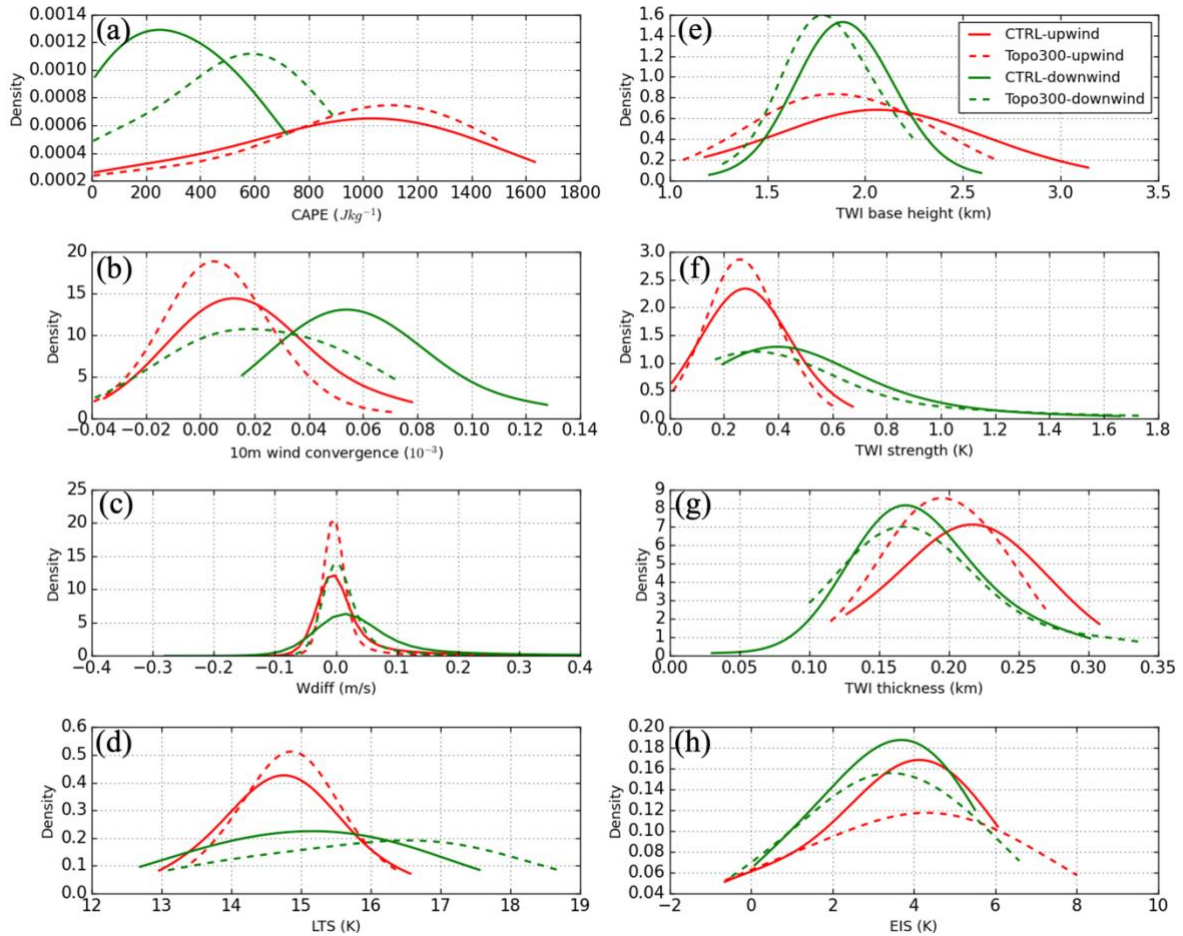 (a)
0.0014
0.0012
0.0010
0.0008
0.0006
0.0004
0.0002
Density
0 200 400 600 800 1000 1200 1400 1600 1800
CAPE (Jkg⁻¹)
(e)
1.6
1.4
1.2
1.0
0.8
0.6
0.4
0.2
0.0
Density
1.0 1.5 2.0 2.5 3.0 3.5
TWI base height (km)
CTRL-upwind
Topo300-upwind
CTRL-downwind
Topo300-downwind
(b)
20
15
10
5
0
Density
−0.04 −0.02 0.00 0.02 0.04 0.06 0.08 0.10 0.12 0.14
10m wind convergence (10⁻³)
(f)
3.0
2.5
2.0
1.5
1.0
0.5
0.0
Density
0.0 0.2 0.4 0.6 0.8 1.0 1.2 1.4 1.6 1.8
TWI strength (K)
(c)
25
20
15
10
5
0
Density
−0.4 −0.3 −0.2 −0.1 0.0 0.1 0.2 0.3 0.4
Wdiff (m/s)
(g)
9
8
7
6
5
4
3
2
1
0
Density
0.00 0.05 0.10 0.15 0.20 0.25 0.30 0.35
TWI thickness (km)
(d)
0.6
0.5
0.4
0.3
0.2
0.1
0.0
Density
12 13 14 15 16 17 18 19
LTS (K)
(h)
0.20
0.18
0.16
0.14
0.12
0.10
0.08
0.06
0.04
Density
−2 0 2 4 6 8 10
EIS (K)